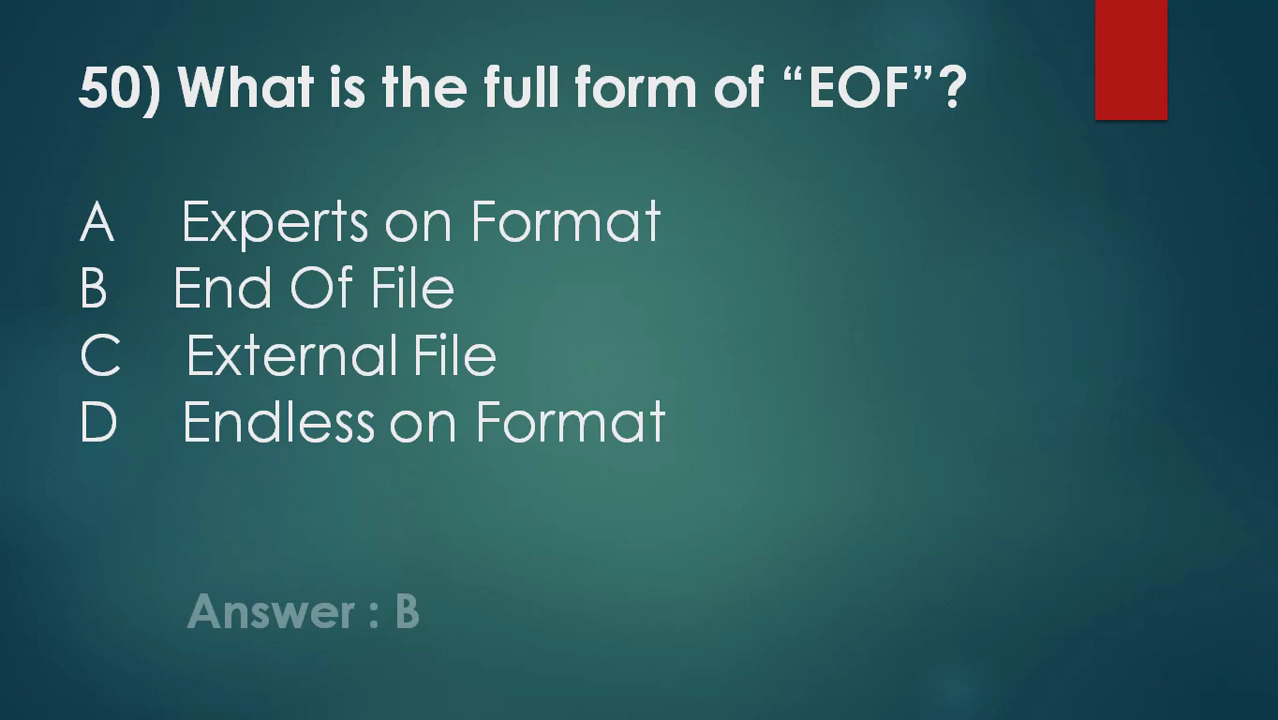 50) What is the full form of “EOF”?
A Experts on Format
B End Of File
C External File
D Endless on Format
Answer : B